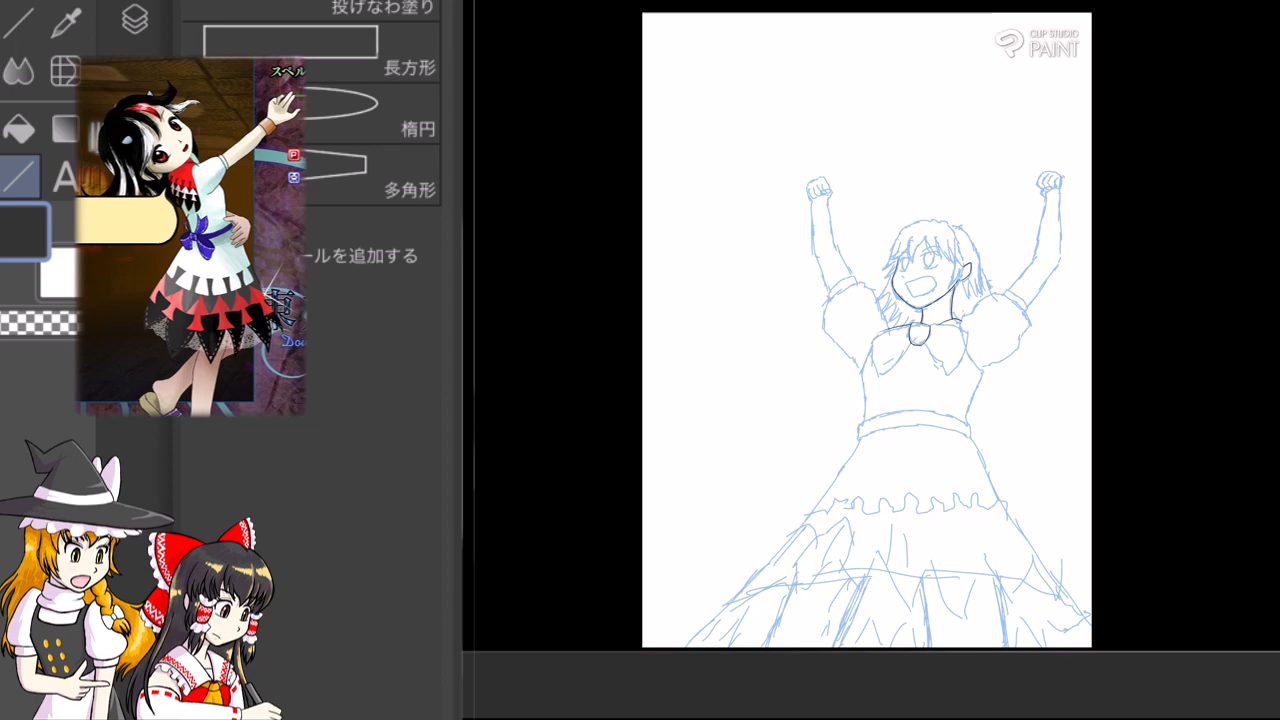 投げなわ塗り
長方形
楕円
多角形
ールを追加する
スペル
A
CLIP STUDIO
PAINT